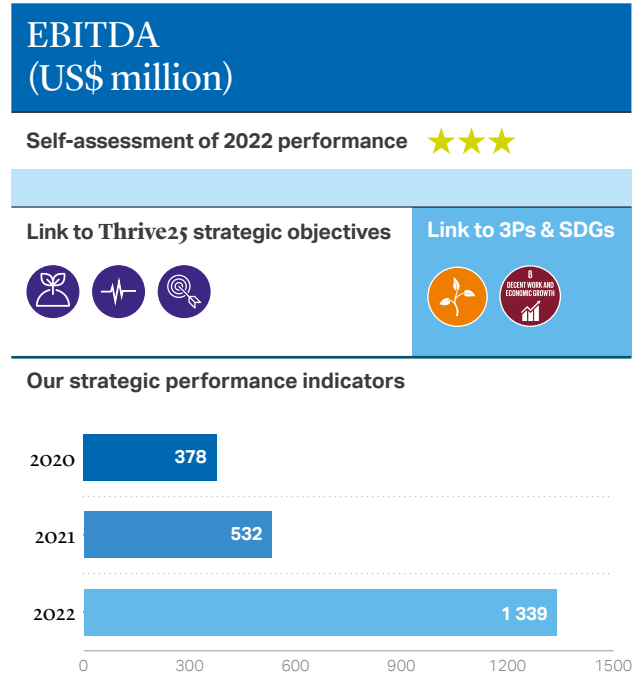 EBITDA
(US$ million)
Self-assessment of 2022 performance
Link to Thrive25 strategic objectives
Link to 3Ps & SDGs
8
DECENT WORK AND
ECONOMIC GROWTH
Our strategic performance indicators
2020 378
2021 532
2022 1 339
0 300 600 900 1200 1500